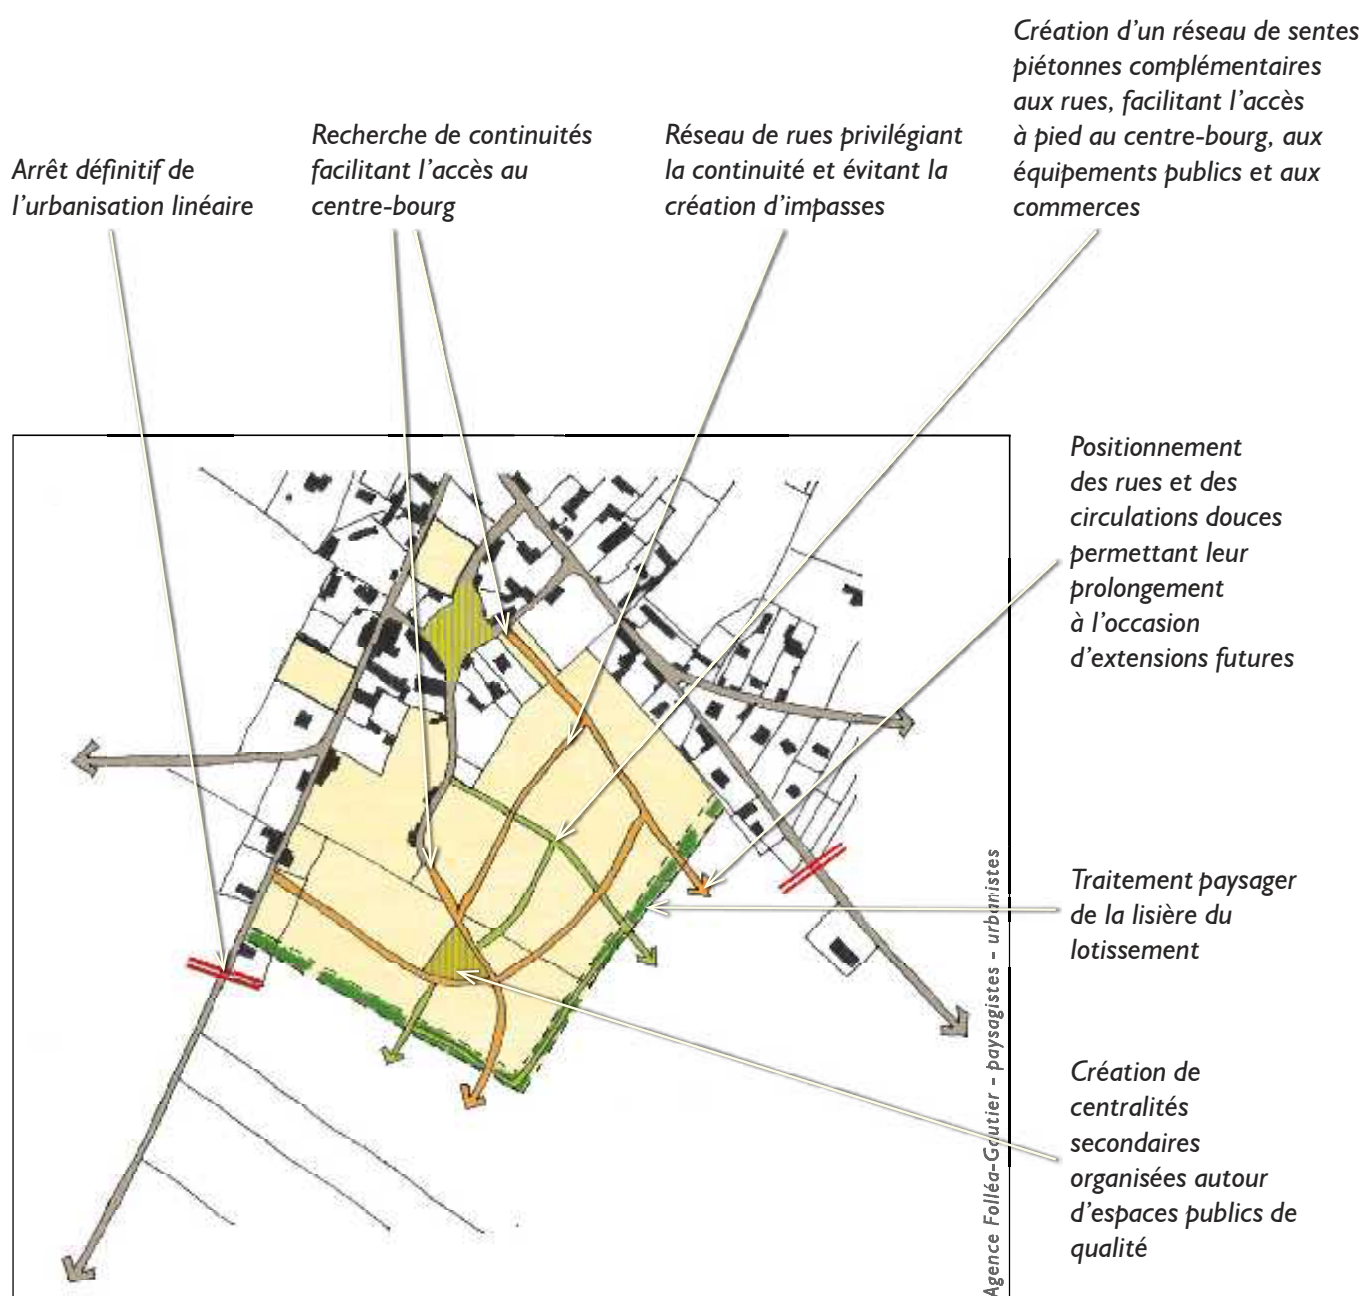 Arrêt définitif de
l’urbanisation linéaire
Recherche de continuités
facilitant l’accès au
centre-bourg
Réseau de rues privilégiant
la continuité et évitant la
création d’impasses
Création d’un réseau de sentes
piétonnes complémentaires
aux rues, facilitant l’accès
à pied au centre-bourg, aux
équipements publics et aux
commerces
Positionnement
des rues et des
circulations douces
permettant leur
prolongement
à l’occasion
d’extensions futures
Traitement paysager
de la lisière du
lotissement
Création de
centralités
secondaires
organisées autour
d’espaces publics de
qualité
Agence Folléa-Gautier - paysagistes - urbanistes